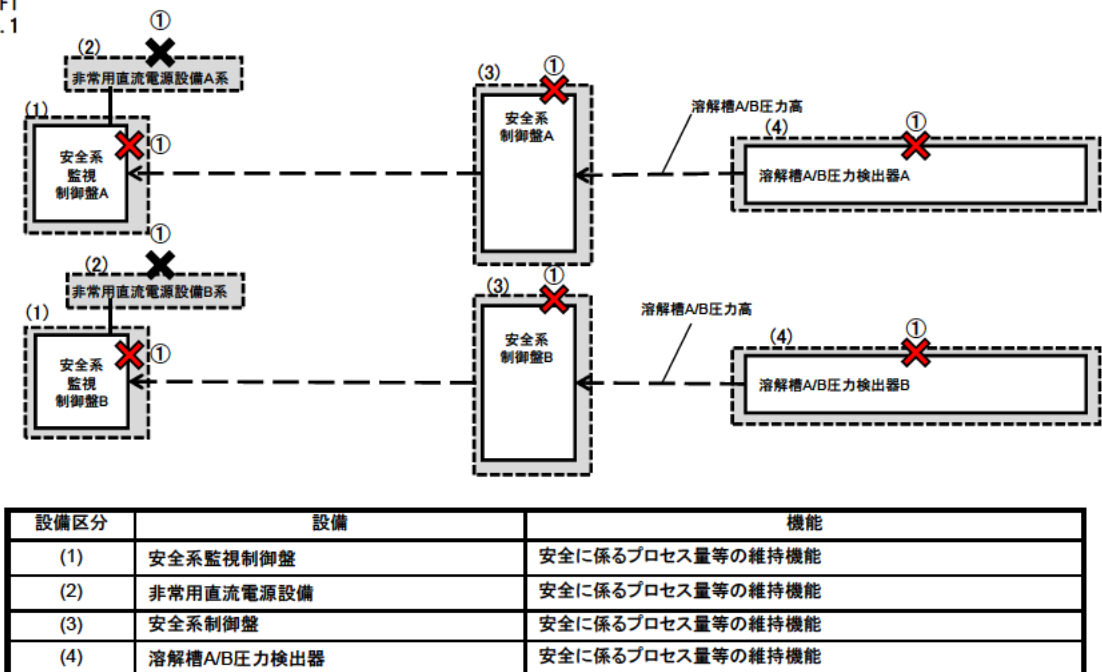 .1
①
(2)
非常用直流電源設備A系
(1)
①
安全系
監視
制御盤A
(3)
①
安全系
制御盤A
溶解槽A/B圧力高
(4)
①
溶解槽A/B圧力検出器A
①
(2)
非常用直流電源設備B系
(1)
①
安全系
監視
制御盤B
(3)
①
安全系
制御盤B
溶解槽A/B圧力高
(4)
①
溶解槽A/B圧力検出器B
設備区分 設備 機能
(1) 安全系監視制御盤 安全に係るプロセス量等の維持機能
(2) 非常用直流電源設備 安全に係るプロセス量等の維持機能
(3) 安全系制御盤 安全に係るプロセス量等の維持機能
(4) 溶解槽A/B圧力検出器 安全に係るプロセス量等の維持機能